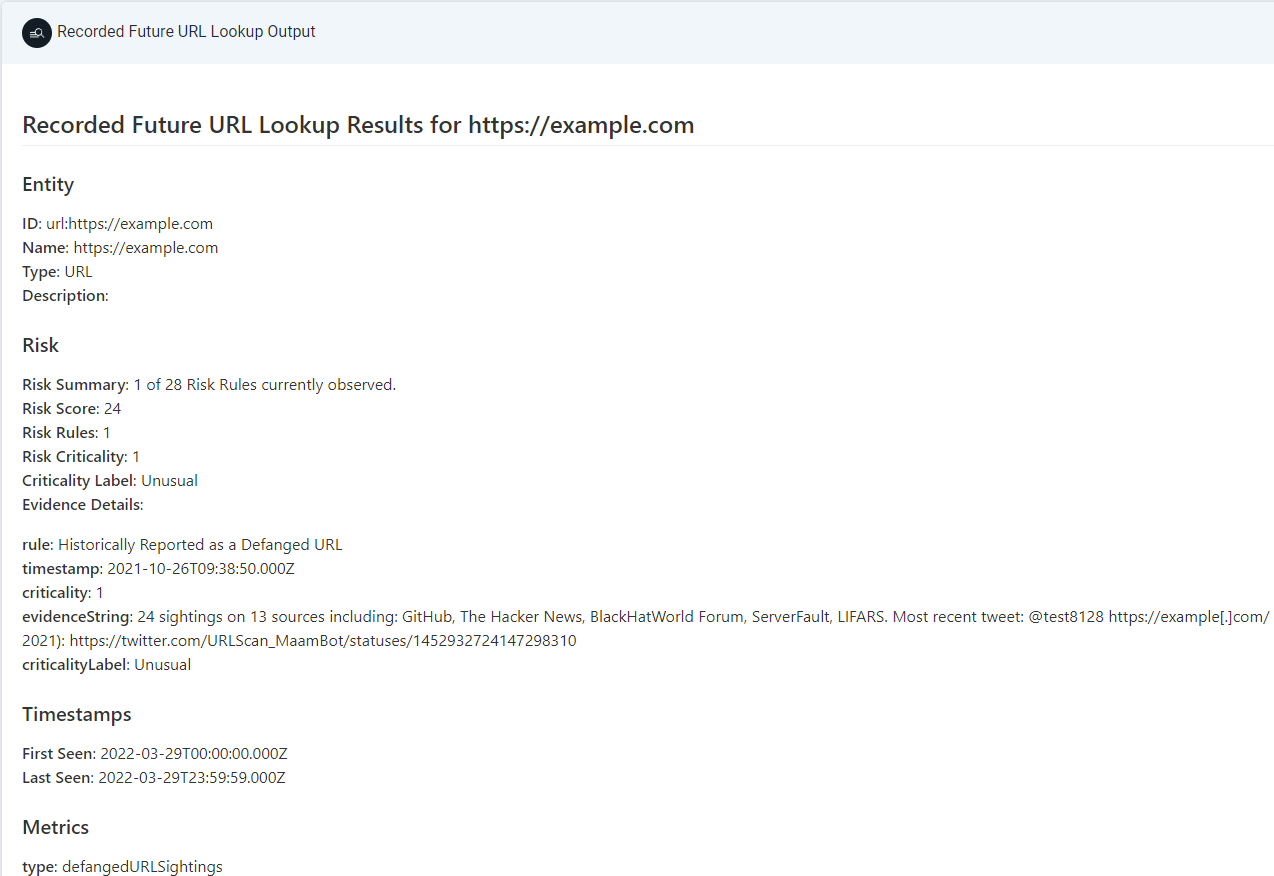 Recorded Future URL Lookup Output
Recorded Future URL Lookup Results for https://example.com
Entity
ID: url:https://example.com
Name: https://example.com
Type: URL
Description:
Risk
Risk Summary: 1 of 28 Risk Rules currently observed.
Risk Score: 24
Risk Rules: 1
Risk Criticality: 1
Criticality Label: Unusual
Evidence Details:
rule: Historically Reported as a Defanged URL
timestamp: 2021-10-26T09:38:50.000Z
criticality: 1
evidenceString: 24 sightings on 13 sources including: GitHub, The Hacker News, BlackHatWorld Forum, ServerFault, LIFARS. Most recent tweet: @test8128 https://example[.]com/
2021): https://twitter.com/URLScan_MaamBot/statuses/1452932724147298310
criticalityLabel: Unusual
Timestamps
First Seen: 2022-03-29T00:00:00.000Z
Last Seen: 2022-03-29T23:59:59.000Z
Metrics
type: defangedURLSightings